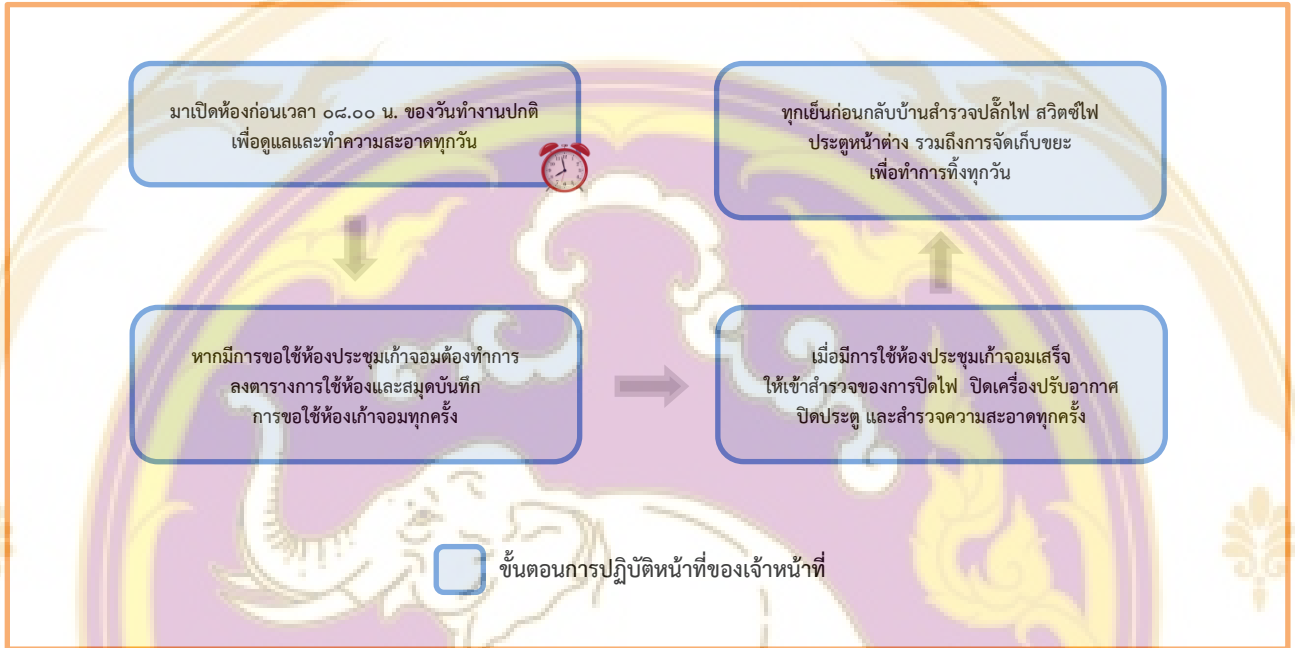 มาเปิดห้องก่อนเวลา ๐๘.๐๐ น. ของวันทำงานปกติ
เพื่อดูแลและทำความสะอาดทุกวัน
หากมีการขอใช้ห้องประชุมเก้าจอมต้องทำการ
ลงตารางการใช้ห้องและสมุดบันทึก
การขอใช้ห้องเก้าจอมทุกครั้ง
เมื่อมีการใช้ห้องประชุมเก้าจอมเสร็จ
ให้เข้าสำรวจของการปิดไฟ ปิดเครื่องปรับอากาศ
ปิดประตู และสำรวจความสะอาดทุกครั้ง
ทุกเย็นก่อนกลับบ้านสำรวจปลั๊กไฟ สวิตซ์ไฟ
ประตูหน้าต่าง รวมถึงการจัดเก็บขยะ
เพื่อทำการทิ้งทุกวัน
ขั้นตอนการปฏิบัติหน้าที่ของเจ้าหน้าที่